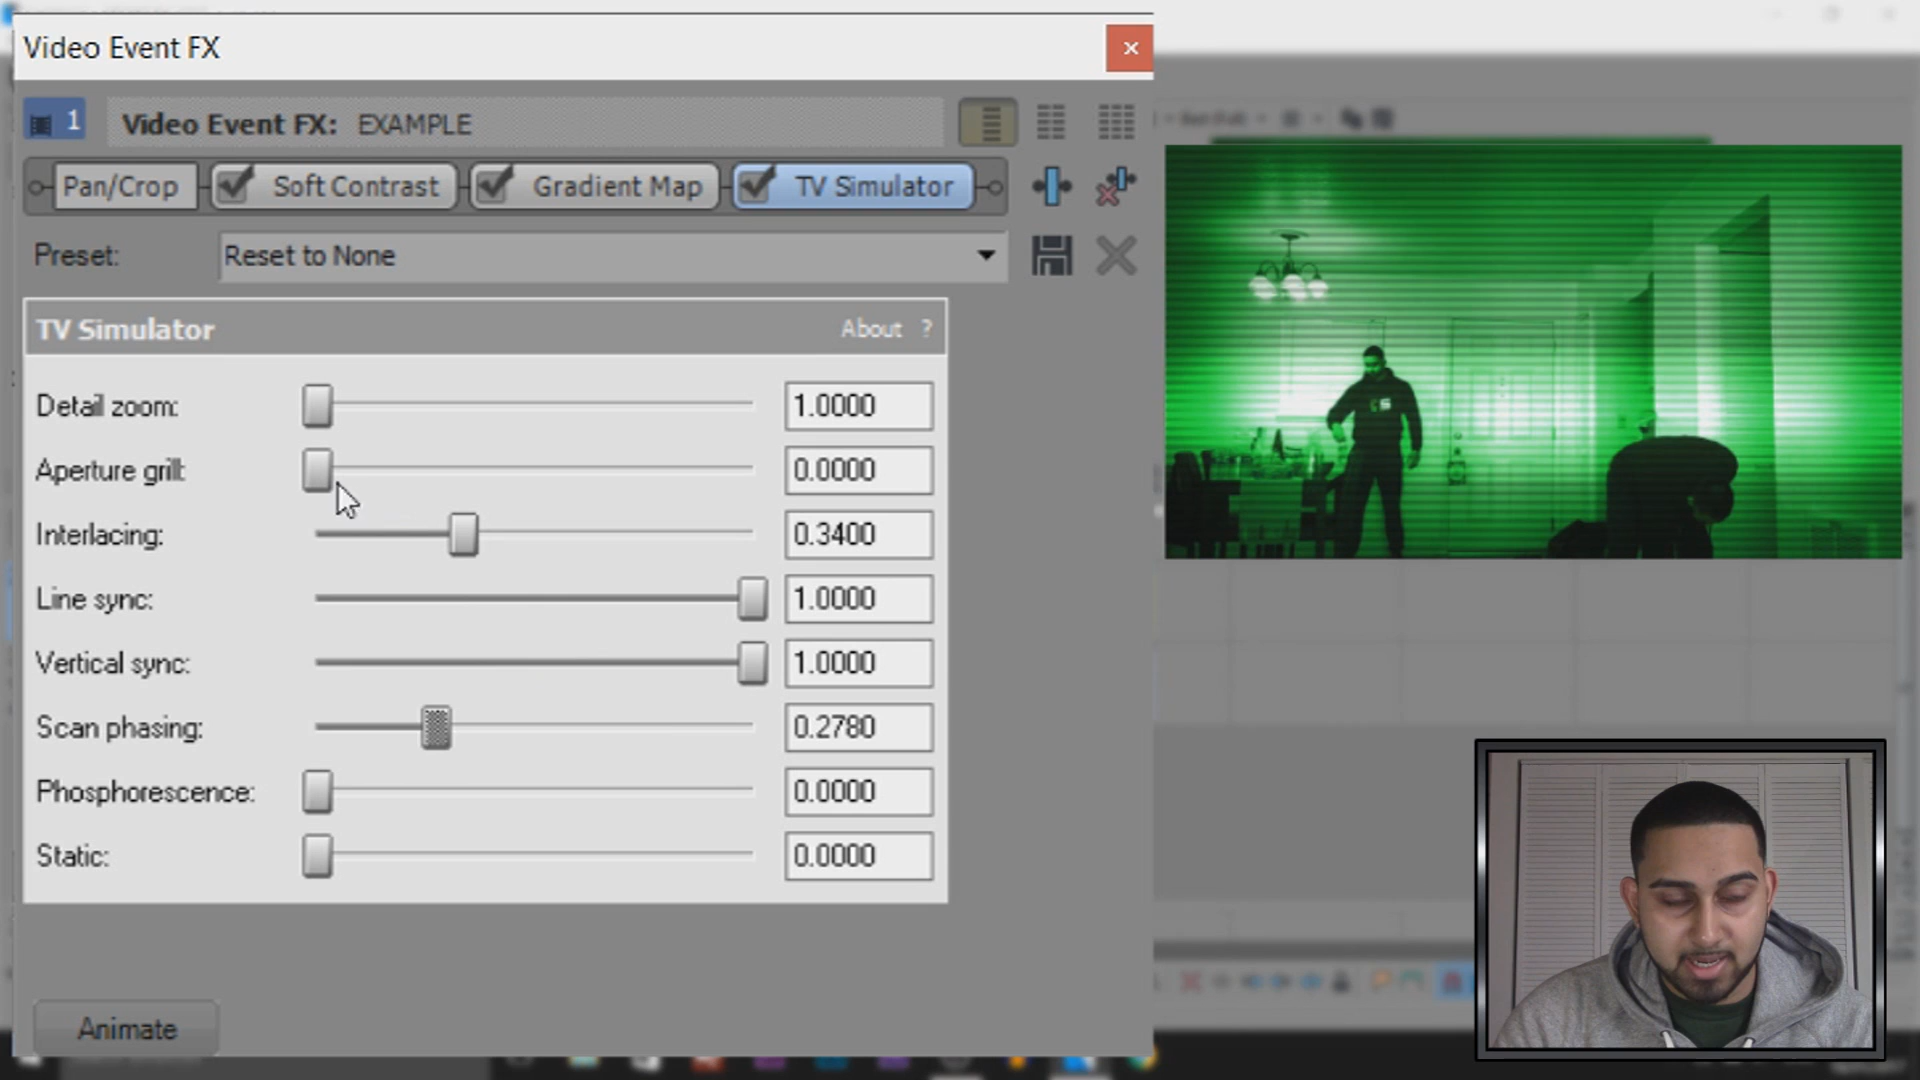 Video Event FX
1 Video Event FX: EXAMPLE
Pan/Crop Soft Contrast Gradient Map TV Simulator
Preset: Reset to None
TV Simulator About ?
Detail zoom: 1.0000
Aperture grill: 0.0000
Interlacing: 0.3400
Line sync: 1.0000
Vertical sync: 1.0000
Scan phasing: 0.2780
Phosphorescence: 0.0000
Static: 0.0000
Animate